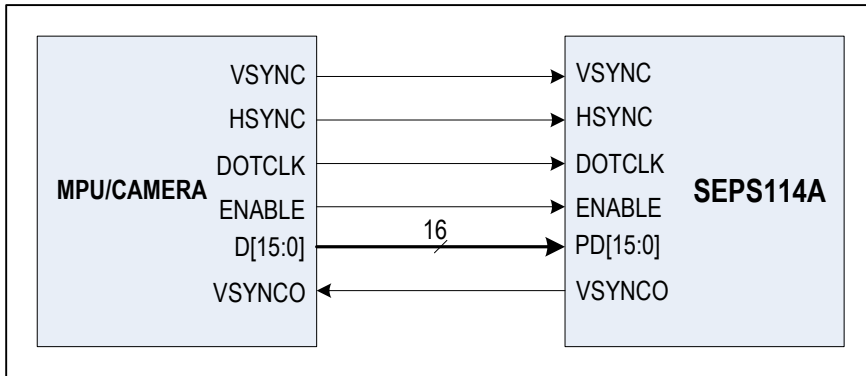 VSYNC VSYNC
HSYNC HSYNC
DOTCLK DOTCLK
MPU/CAMERA SEPS114A
ENABLE ENABLE
16
D[15:0] PD[15:0]
VSYNCO VSYNCO